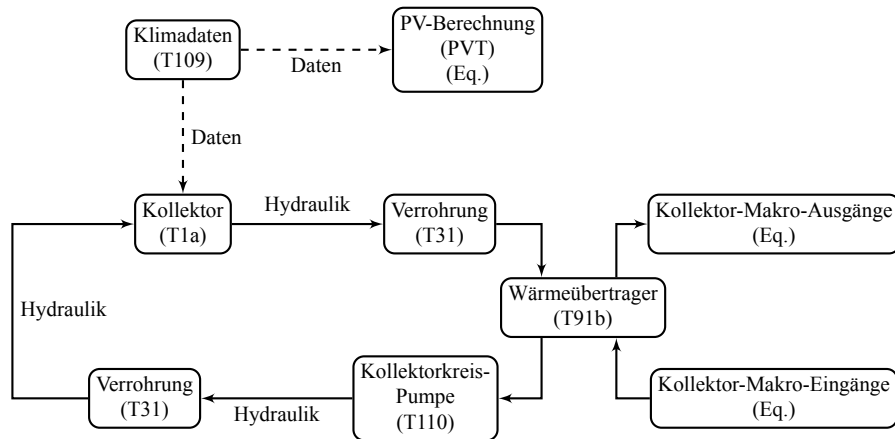 Klimadaten
(T109)
Daten
PV-Berechnung
(PVT)
(Eq.)
Daten
Kollektor
(T1a)
Hydraulik
Verrohrung
(T31)
Kollektor-Makro-Ausgänge
(Eq.)
Wärmeübertrager
(T91b)
Hydraulik
Verrohrung
(T31)
Hydraulik
Kollektorkreis-
Pumpe
(T110)
Kollektor-Makro-Eingänge
(Eq.)